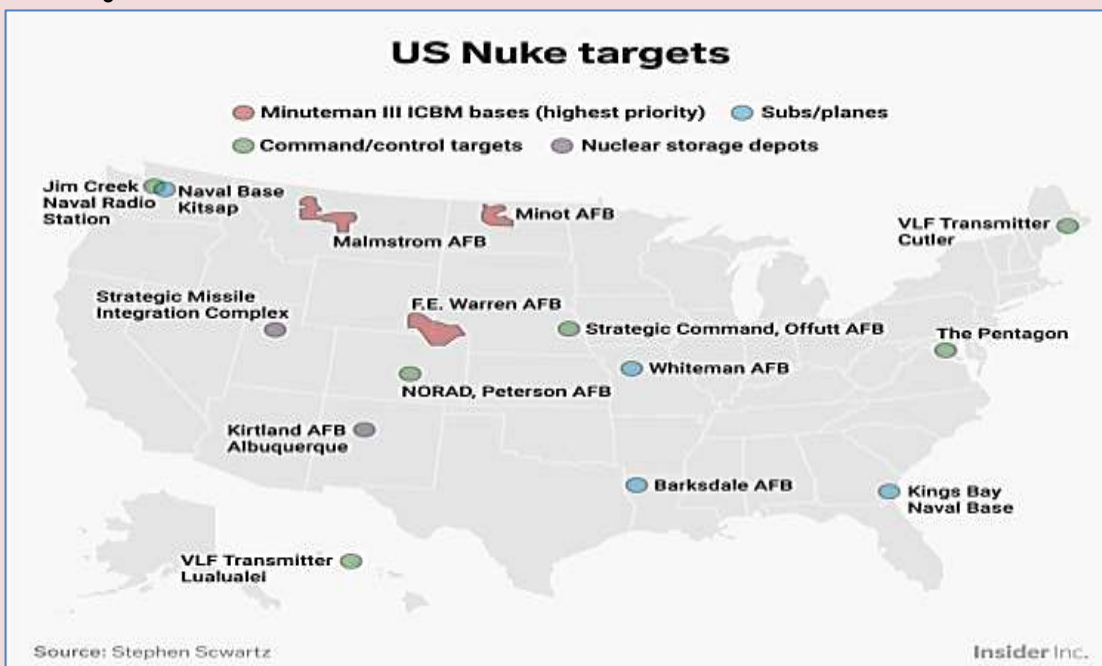 US Nuke targets
Minuteman III ICBM bases (highest priority)
Subs/planes
Command/control targets
Nuclear storage depots
Jim Creek
Naval Radio
Station
Naval Base
Kitsap
Malmstrom AFB
Minot AFB
VLF Transmitter
Cutler
Strategic Missile
Integration Complex
F.E. Warren AFB
Strategic Command, Offutt AFB
The Pentagon
Whiteman AFB
NORAD, Peterson AFB
Kirtland AFB
Albuquerque
Barksdale AFB
Kings Bay
Naval Base
VLF Transmitter
Lualualei
Source: Stephen Scwartz
Insider Inc.